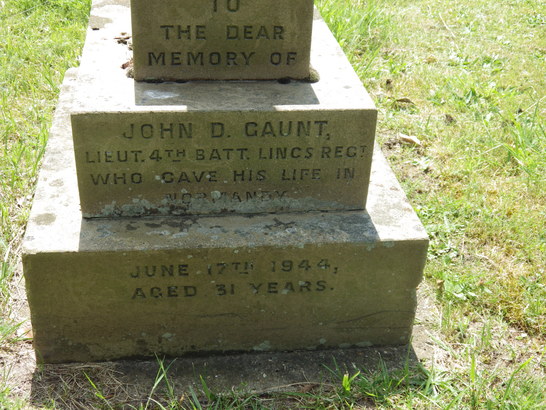 TO
THE DEAR
MEMORY OF
JOHN D. GAUNT,
LIEUT. 4TH BATT. LINCS REGT
WHO GAVE HIS LIFE IN
NORMANDY
JUNE 17TH 1944,
AGED 31 YEARS.